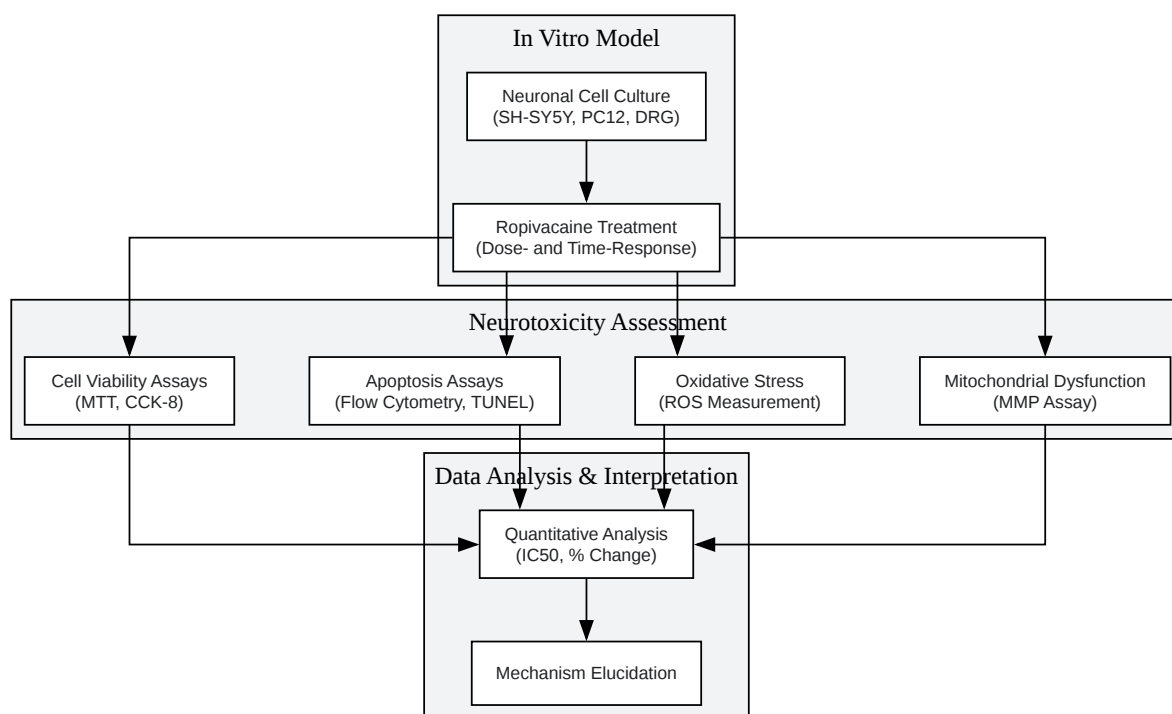 In Vitro Model
Neuronal Cell Culture
(SH-SY5Y, PC12, DRG)
Ropivacaine Treatment
(Dose- and Time-Response)
Neurotoxicity Assessment
Cell Viability Assays
(MTT, CCK-8)
Apoptosis Assays
(Flow Cytometry, TUNEL)
Oxidative Stress
(ROS Measurement)
Mitochondrial Dysfunction
(MMP Assay)
Data Analysis & Interpretation
Quantitative Analysis
(IC50, % Change)
Mechanism Elucidation